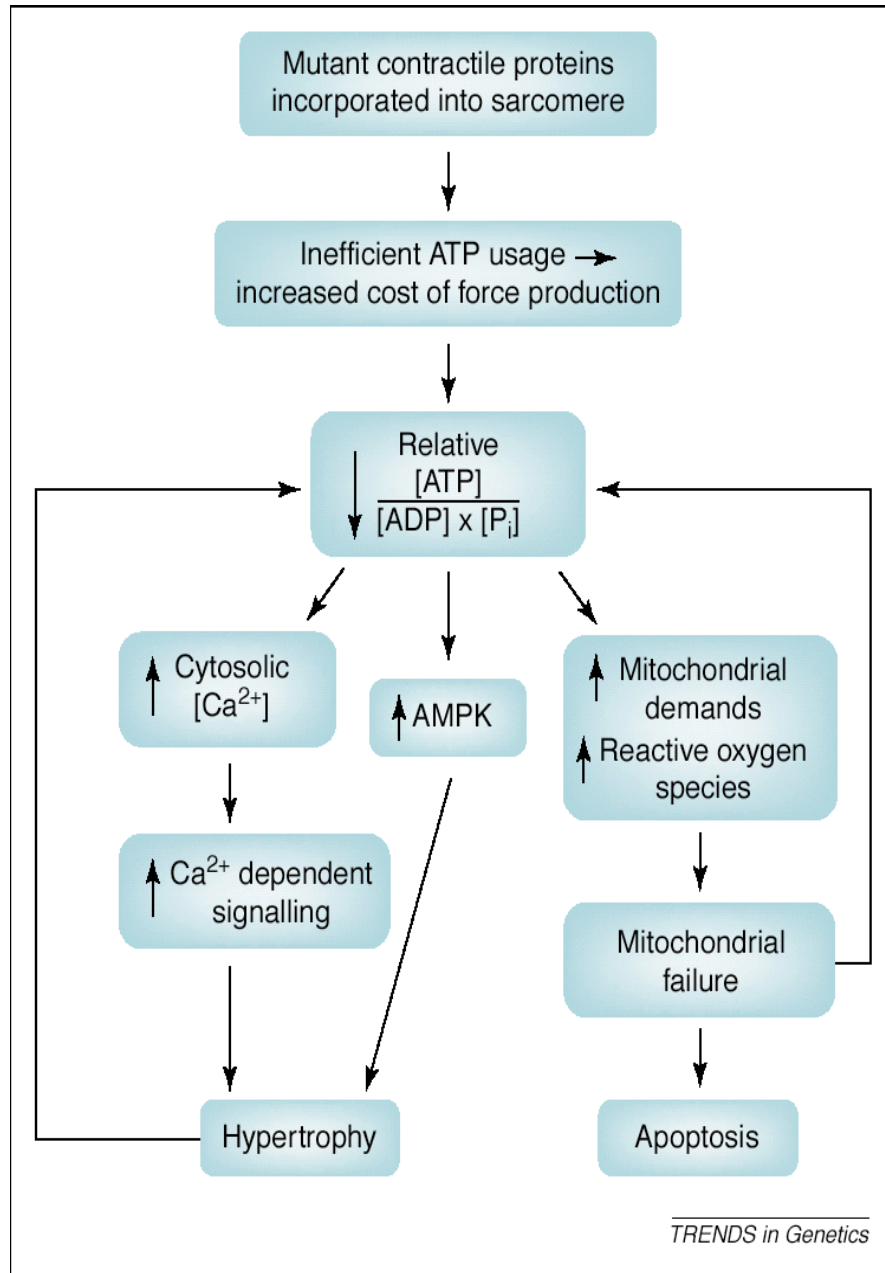 Mutant contractile proteins
incorporated into sarcomere
Inefficient ATP usage →
increased cost of force production
↓ Relative
[ATP]
[ADP] x [Pᵢ]
↑ Cytosolic
[Ca²⁺]
↑ AMPK
↑ Mitochondrial
demands
↑ Reactive oxygen
species
↑ Ca²⁺ dependent
signalling
Mitochondrial
failure
Hypertrophy
Apoptosis
TRENDS in Genetics